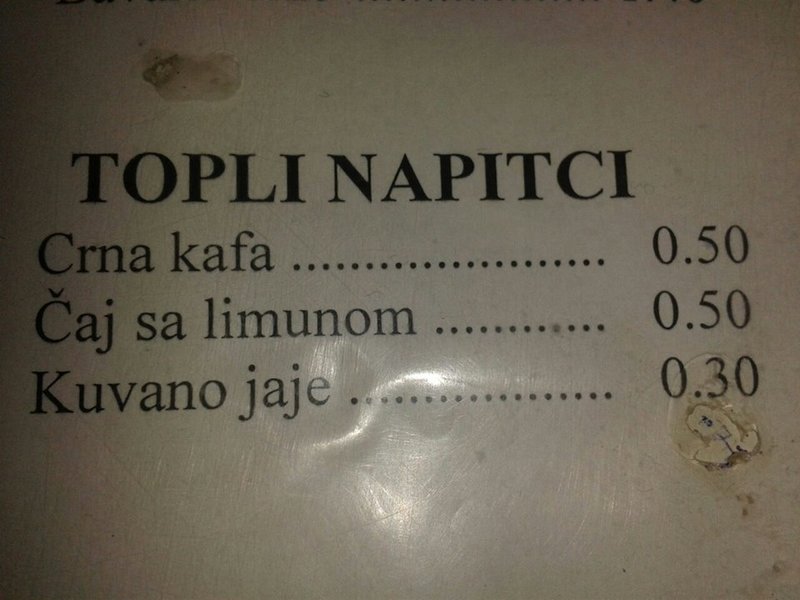 TOPLI NAPITCI
Crna kafa ...................... 0.50
Čaj sa limunom ............ 0.50
Kuvano jaje .................. 0.30